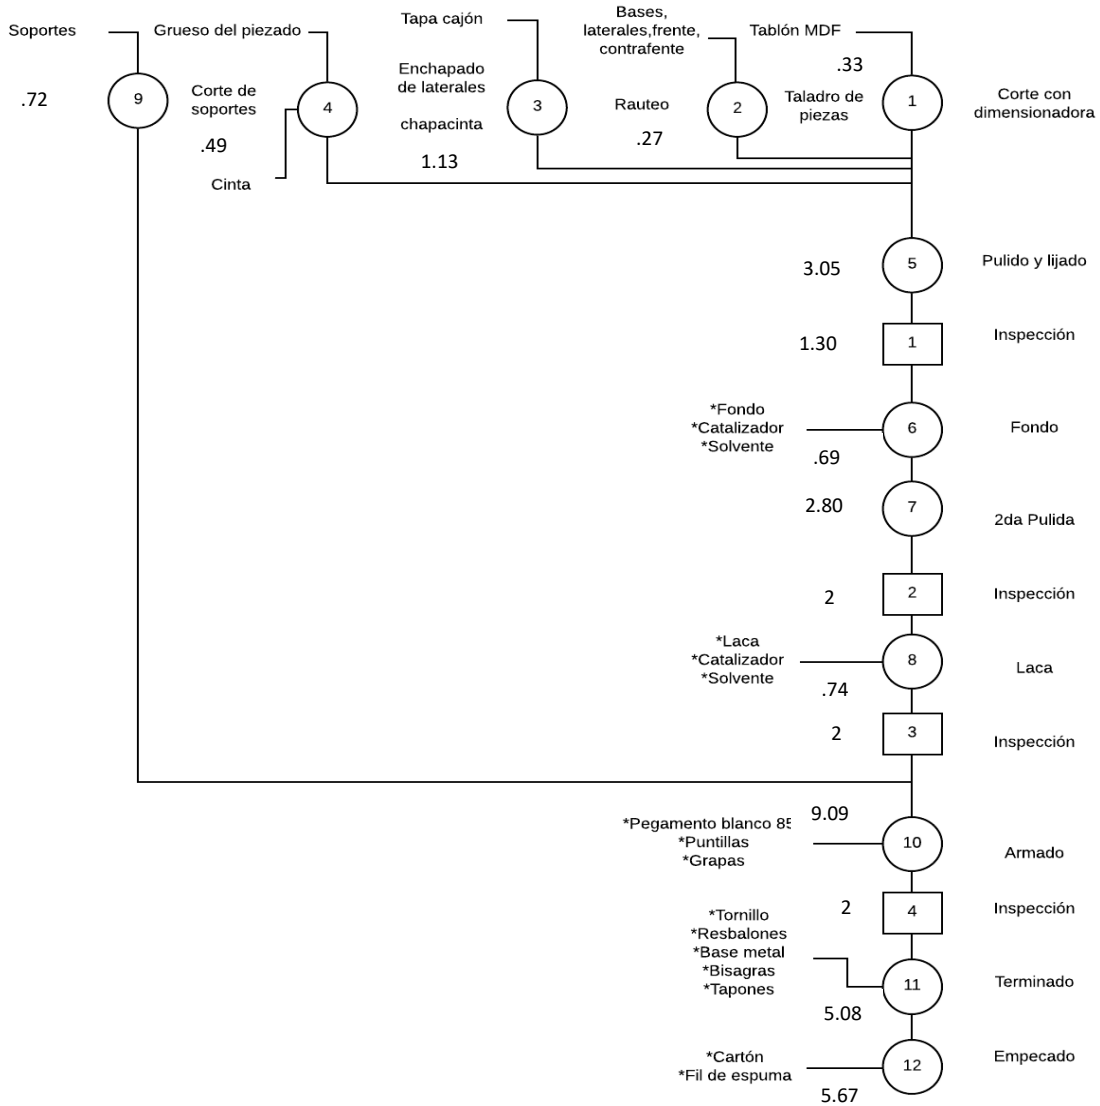 Soportes
.72
9
Grueso del piezado
Corte de
soportes
.49
4
Cinta
Tapa cajón
Enchapado
de laterales
chapacinta
1.13
3
Bases,
laterales,frente,
contrafente
Rauteo
.27
2
Tablón MDF
.33
Taladro de
piezas
1
Corte con
dimensionadora
3.05
5
Pulido y lijado
1.30
1
Inspección
*Fondo
*Catalizador
*Solvente
.69
6
Fondo
2.80
7
2da Pulida
2
2
Inspección
*Laca
*Catalizador
*Solvente
.74
8
Laca
2
3
Inspección
9.09
*Pegamento blanco 85
*Puntillas
*Grapas
10
Armado
2
4
Inspección
*Tornillo
*Resbalones
*Base metal
*Bisagras
*Tapones
5.08
11
Terminado
*Cartón
*Fil de espuma
5.67
12
Empecado